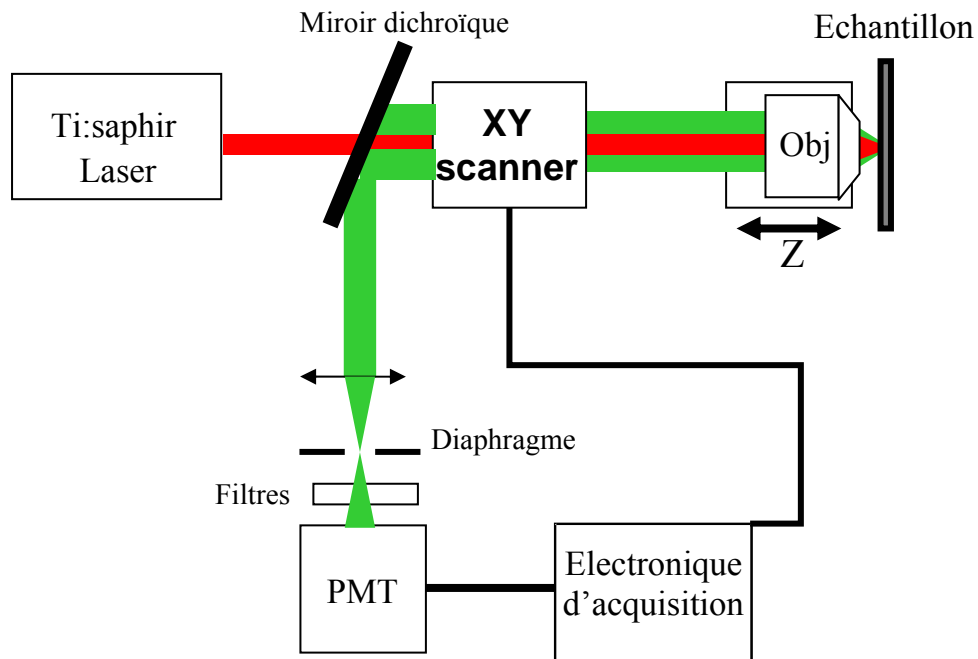 Miroir dichroïque
Echantillon
Ti:saphir
Laser
XY
scanner
Obj
Z
Diaphragme
Filtres
PMT
Electronique
d’acquisition